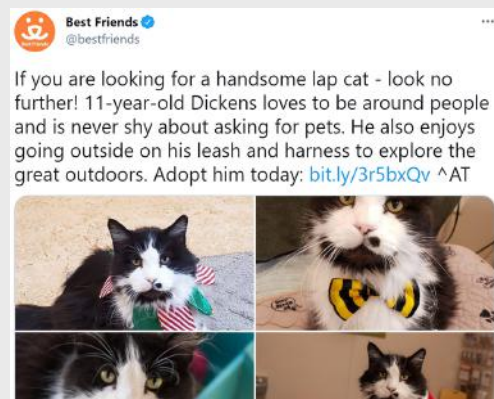 Best Friends
@bestfriends
If you are looking for a handsome lap cat - look no
further! 11-year-old Dickens loves to be around people
and is never shy about asking for pets. He also enjoys
going outside on his leash and harness to explore the
great outdoors. Adopt him today: bit.ly/3r5bxQv ^AT